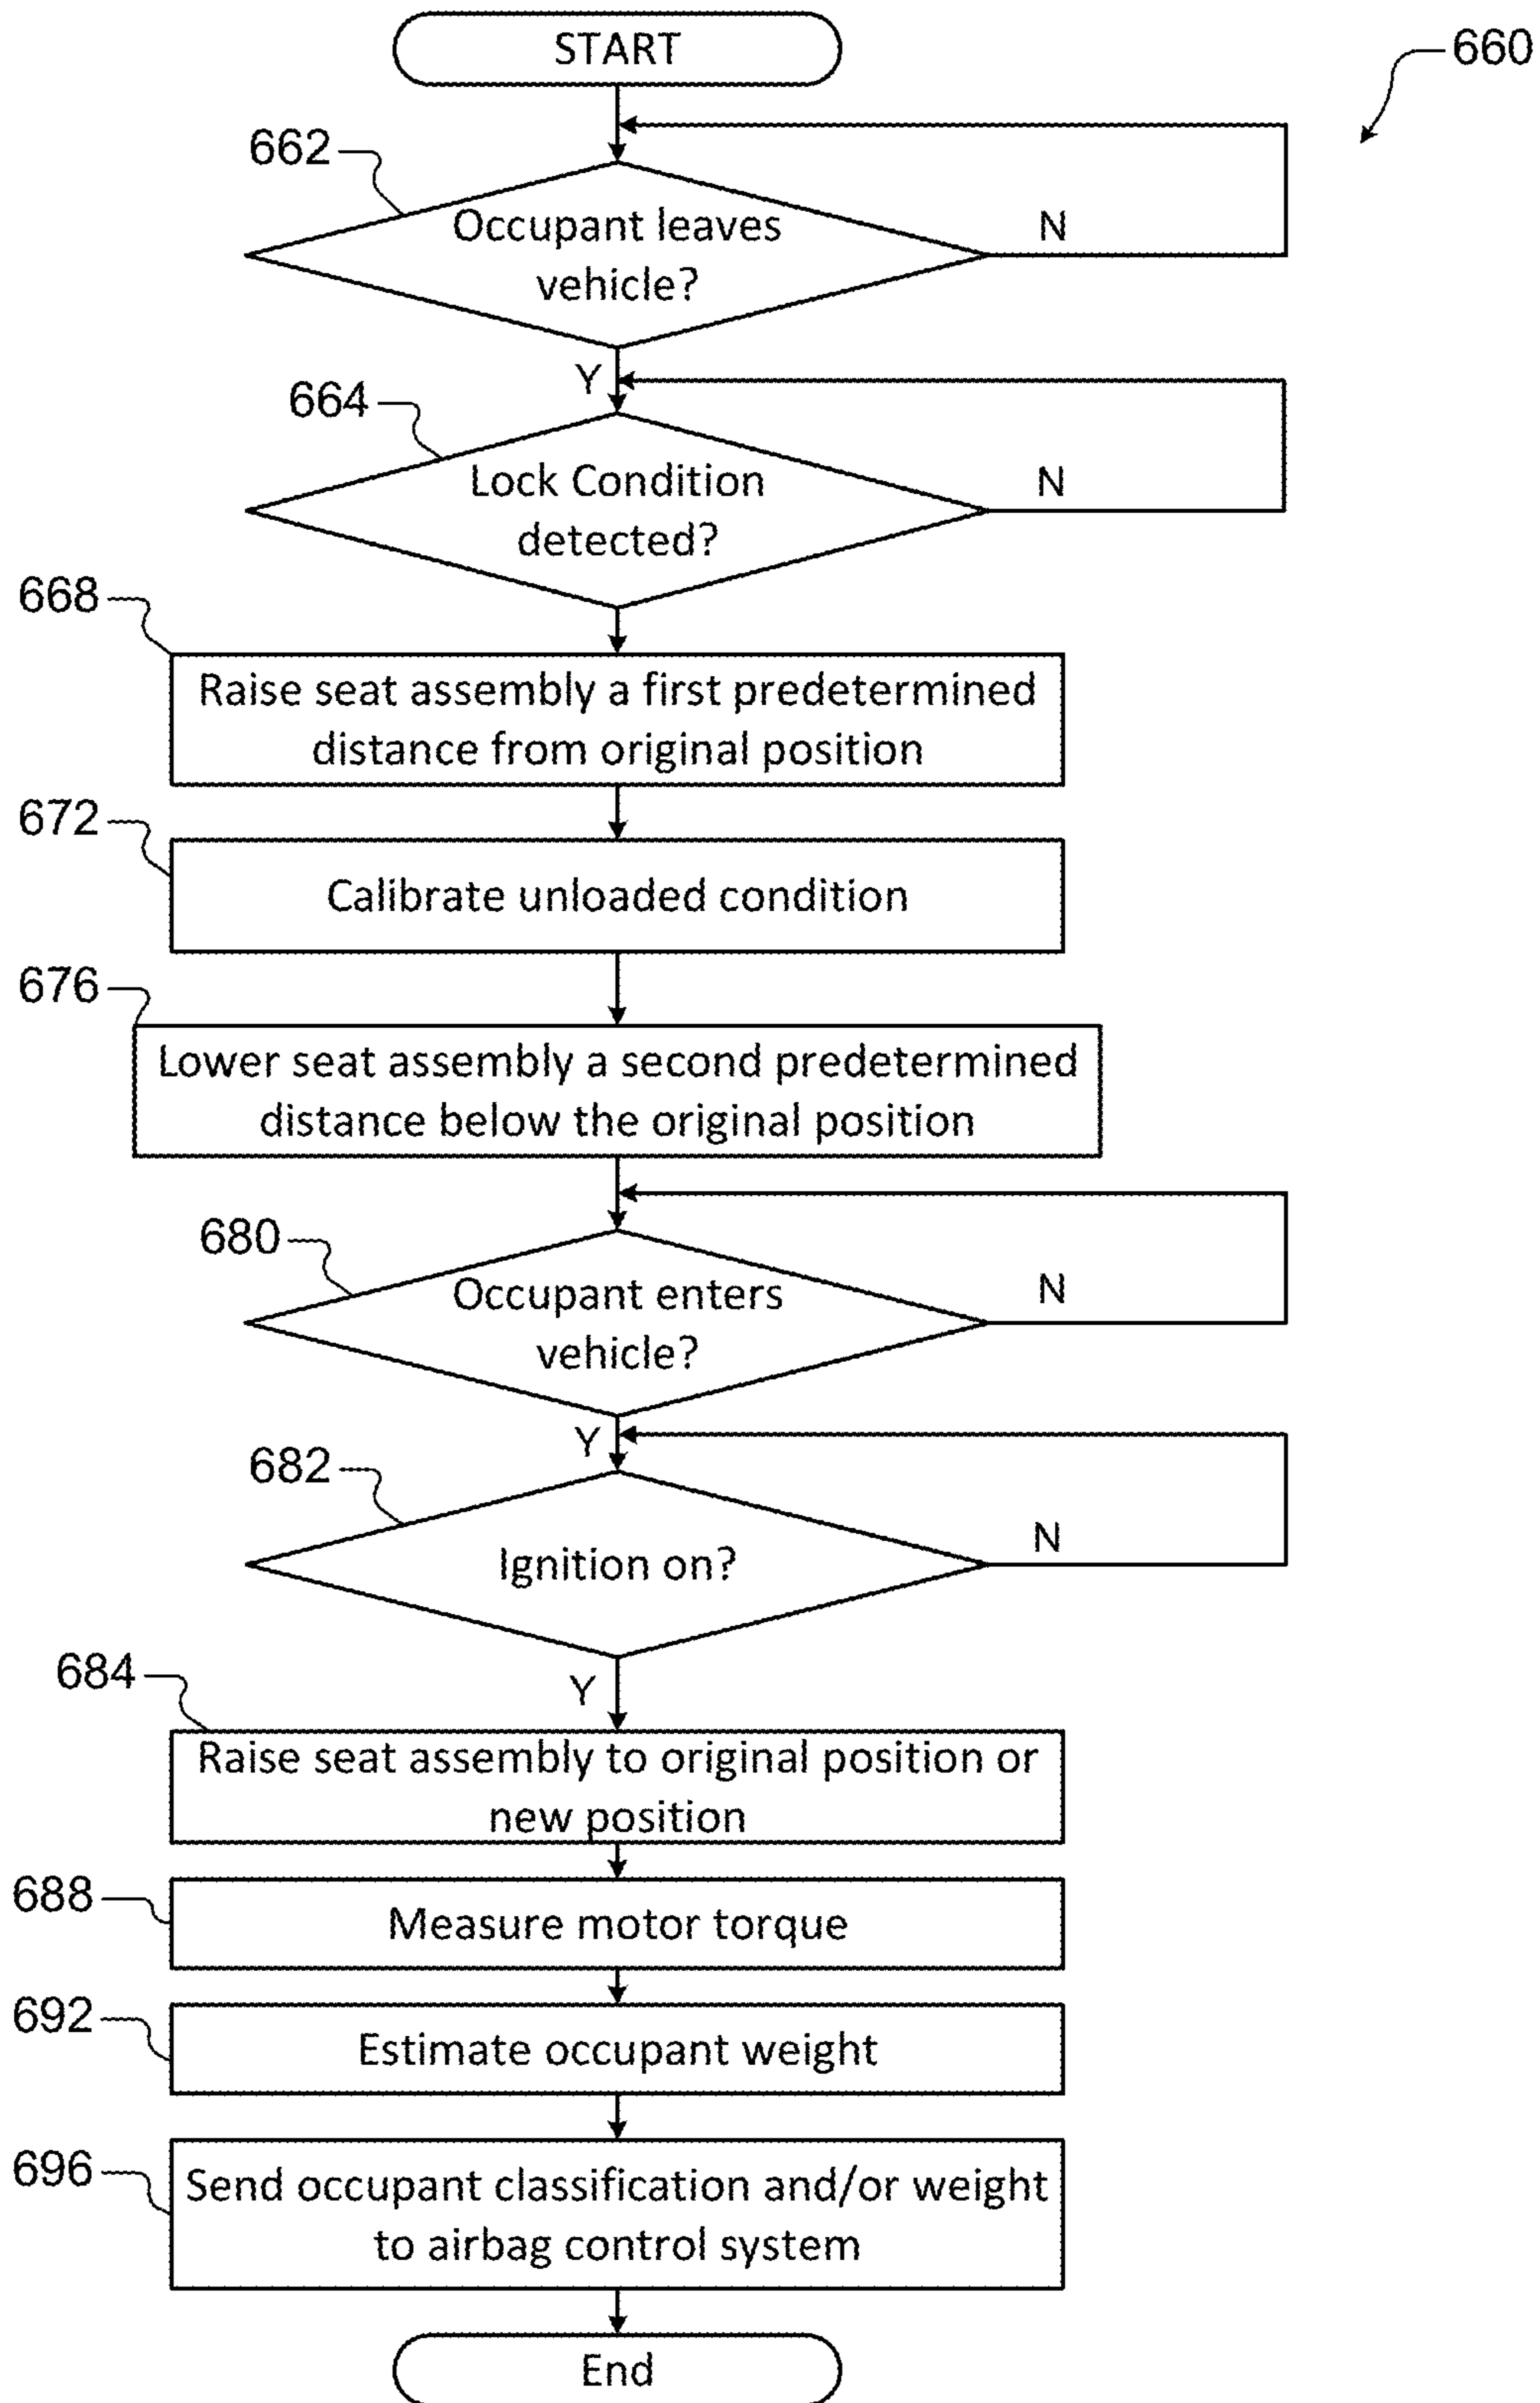 START
660
662
Occupant leaves
vehicle?
N
Y
664
Lock Condition
detected?
N
668
Raise seat assembly a first predetermined
distance from original position
672
Calibrate unloaded condition
676
Lower seat assembly a second predetermined
distance below the original position
680
Occupant enters
vehicle?
N
Y
682
Ignition on?
N
684
Y
Raise seat assembly to original position or
new position
688
Measure motor torque
692
Estimate occupant weight
696
Send occupant classification and/or weight
to airbag control system
End